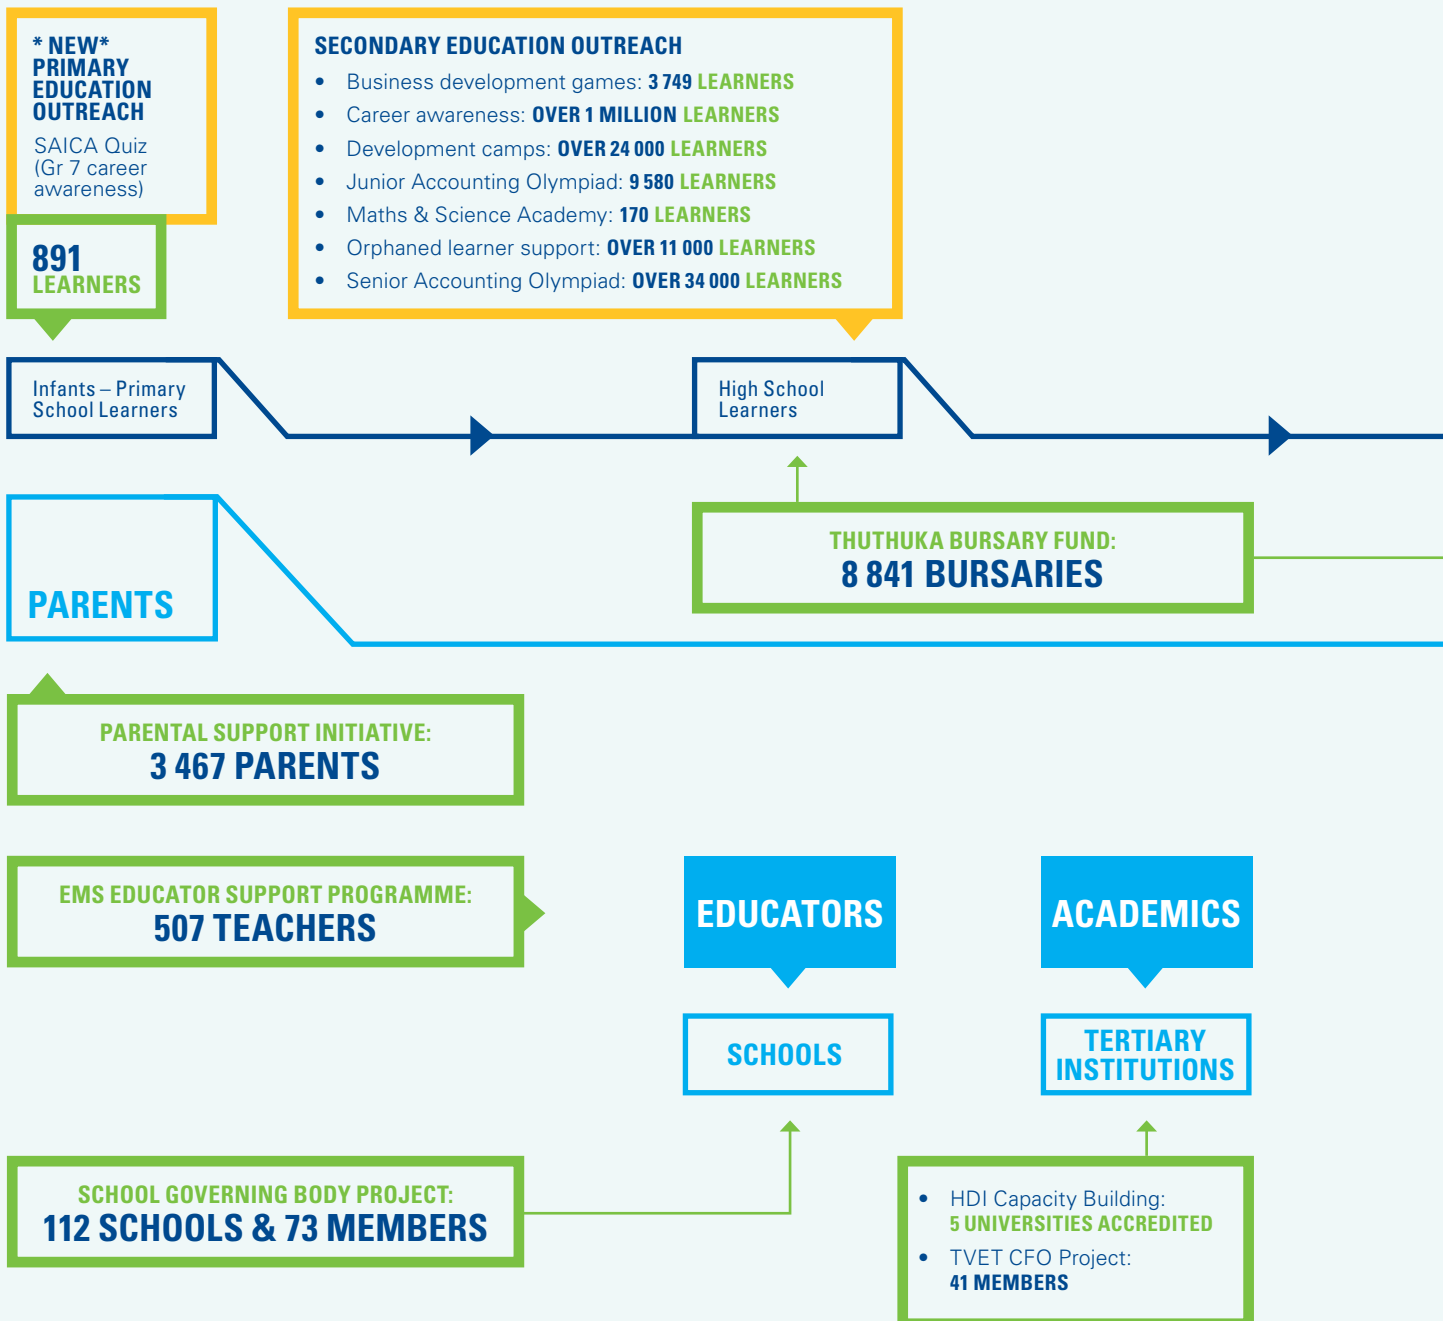 * NEW*
PRIMARY
EDUCATION
OUTREACH
SAICA Quiz
(Gr 7 career
awareness)
891
LEARNERS
SECONDARY EDUCATION OUTREACH
• Business development games: 3 749 LEARNERS
• Career awareness: OVER 1 MILLION LEARNERS
• Development camps: OVER 24 000 LEARNERS
• Junior Accounting Olympiad: 9 580 LEARNERS
• Maths & Science Academy: 170 LEARNERS
• Orphaned learner support: OVER 11 000 LEARNERS
• Senior Accounting Olympiad: OVER 34 000 LEARNERS
Infants – Primary
School Learners
High School
Learners
THUTHUKA BURSARY FUND:
8 841 BURSARIES
PARENTS
PARENTAL SUPPORT INITIATIVE:
3 467 PARENTS
EMS EDUCATOR SUPPORT PROGRAMME:
507 TEACHERS
EDUCATORS
ACADEMICS
SCHOOLS
TERTIARY
INSTITUTIONS
SCHOOL GOVERNING BODY PROJECT:
112 SCHOOLS & 73 MEMBERS
• HDI Capacity Building:
5 UNIVERSITIES ACCREDITED
• TVET CFO Project:
41 MEMBERS